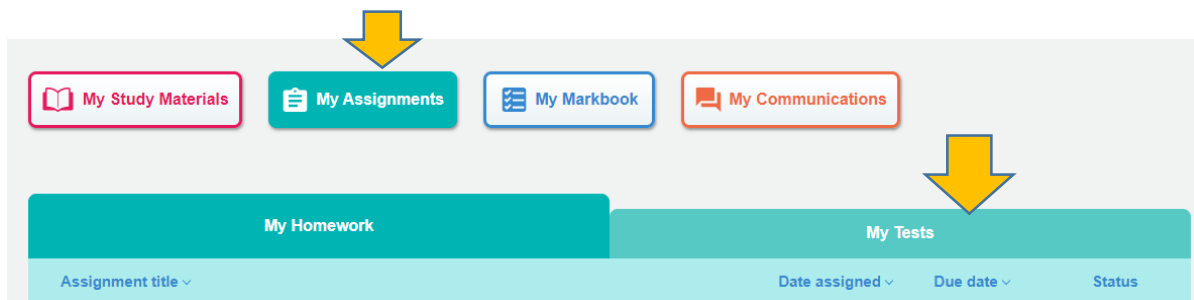 My Study Materials My Assignments My Markbook My Communications
My Homework My Tests
Assignment title Date assigned Due date Status